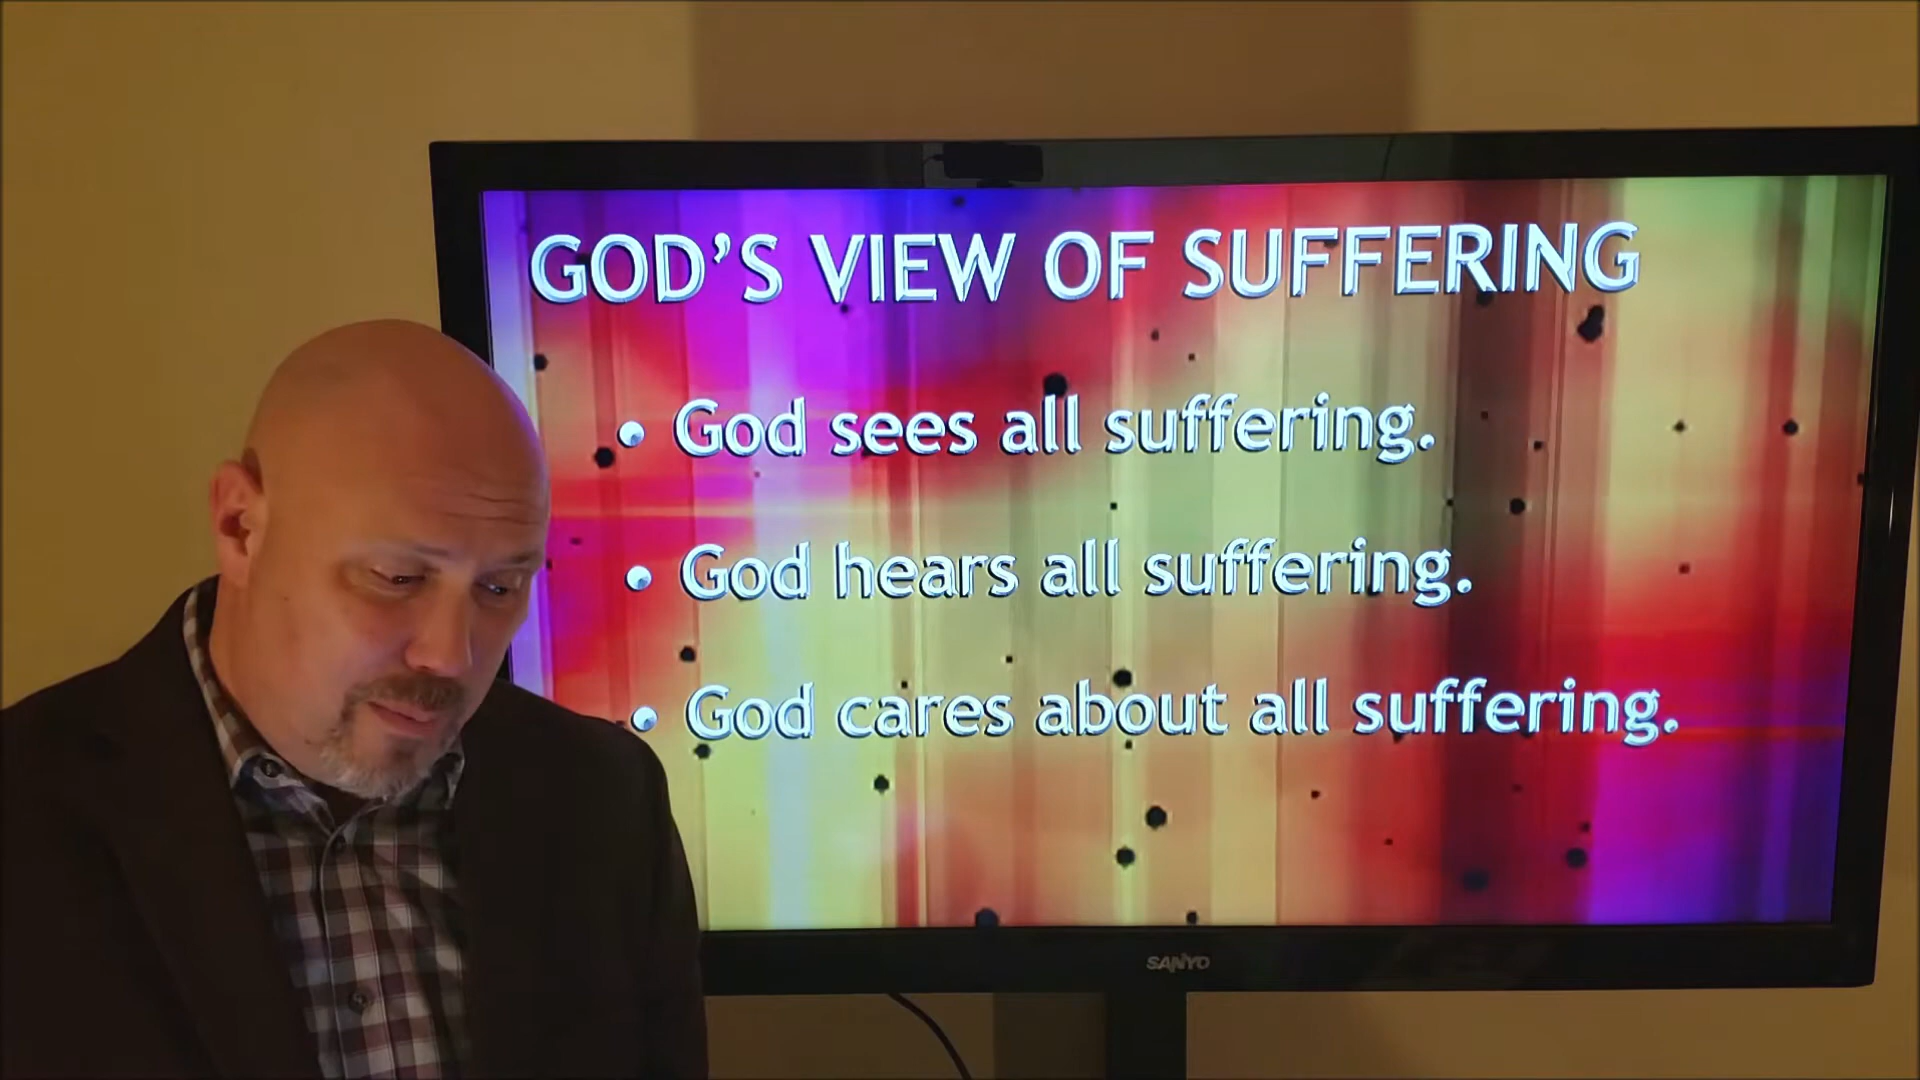 GOD’S VIEW OF SUFFERING
• God sees all suffering.
• God hears all suffering.
• God cares about all suffering.
SANYO